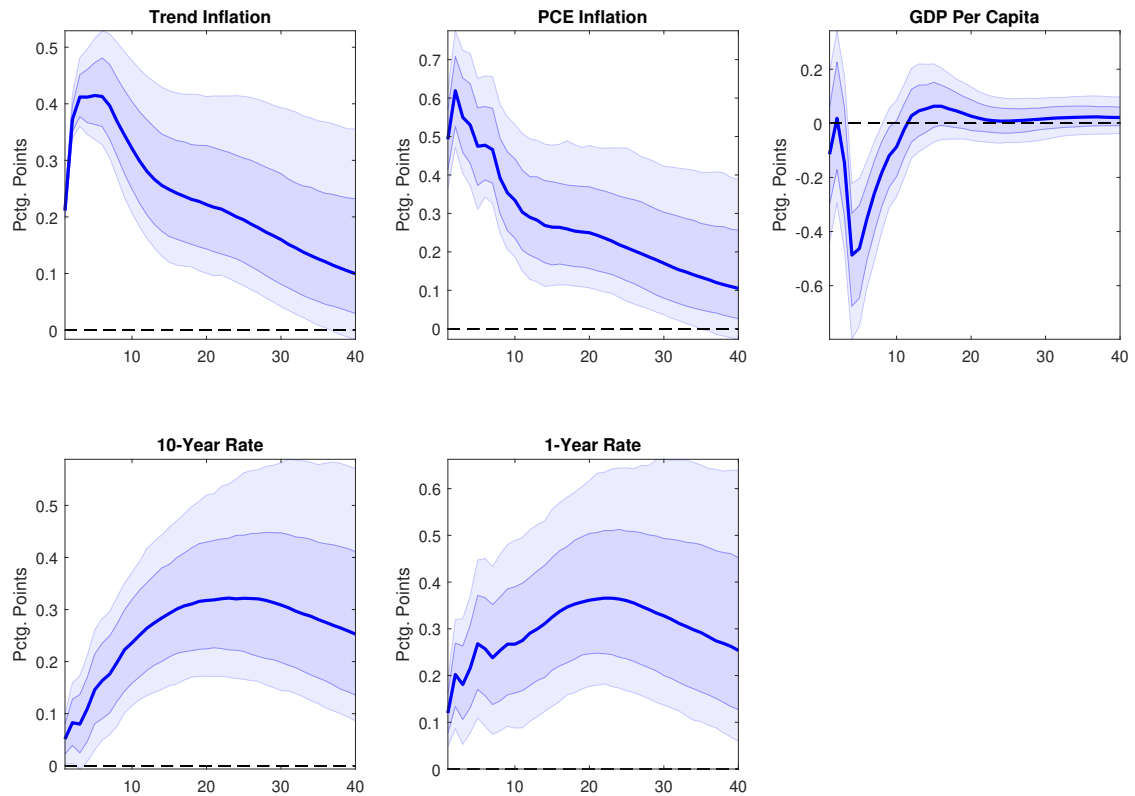 Trend Inflation
Pctg. Points
0.5
0.4
0.3
0.2
0.1
0
10 20 30 40
PCE Inflation
Pctg. Points
0.7
0.6
0.5
0.4
0.3
0.2
0.1
0
10 20 30 40
GDP Per Capita
Pctg. Points
0.2
0
-0.2
-0.4
-0.6
10 20 30 40
10-Year Rate
Pctg. Points
0.5
0.4
0.3
0.2
0.1
0
10 20 30 40
1-Year Rate
Pctg. Points
0.6
0.5
0.4
0.3
0.2
0.1
0
10 20 30 40